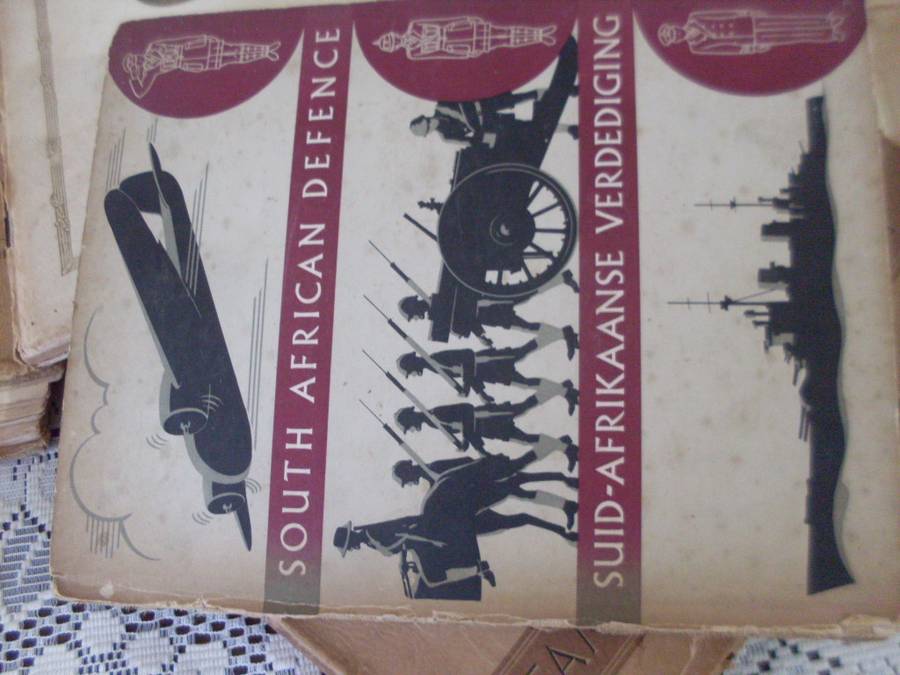 SOUTH AFRICAN DEFENCE
SUID-AFRIKAANSE VERDEDIGING